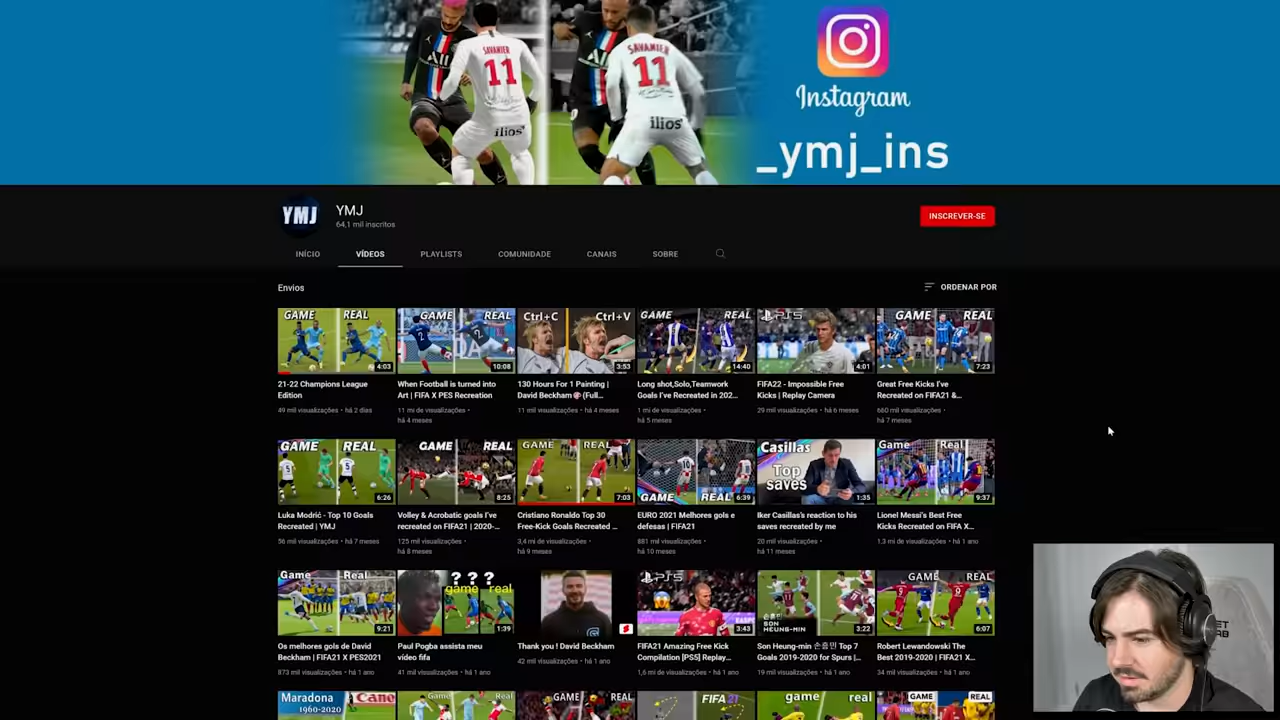 SAVANIER
11
ilios
SAVANIER
11
ilios
Instagram
_ymj_ins
YMJ
YMJ
64,1 mil inscritos
INSCREVER-SE
INÍCIO
VÍDEOS
PLAYLISTS
COMUNIDADE
CANAIS
SOBRE
Envios
ORDENAR POR
GAME REAL
4:03
GAME REAL
10:08
Ctrl+C Ctrl+V
3:53
GAME REAL
14:40
PS5
4:01
GAME REAL
7:23
21-22 Champions League
Edition
49 mil visualizações • há 2 dias
When Football is turned into
Art | FIFA X PES Recreation
11 mi de visualizações •
há 4 meses
130 Hours For 1 Painting |
David Beckham🎨(Full...
11 mil visualizações • há 4 meses
Long shot,Solo,Teamwork
Goals I've Recreated in 202...
1 mi de visualizações •
há 5 meses
FIFA22 - Impossible Free
Kicks | Replay Camera
29 mil visualizações • há 6 meses
Great Free Kicks I've
Recreated on FIFA21 &...
660 mil visualizações •
há 7 meses
GAME REAL
6:26
GAME REAL
8:25
GAME REAL
7:03
GAME REAL
6:39
Casillas
Top
saves
1:35
Game Real
9:37
Luka Modrić - Top 10 Goals
Recreated | YMJ
56 mil visualizações • há 7 meses
Volley & Acrobatic goals I've
recreated on FIFA21 | 2020-...
125 mil visualizações •
há 8 meses
Cristiano Ronaldo Top 30
Free-Kick Goals Recreated ...
3,4 mi de visualizações •
há 9 meses
EURO 2021 Melhores gols e
defesas | FIFA21
881 mil visualizações •
há 10 meses
Iker Casillas's reaction to his
saves recreated by me
20 mil visualizações •
há 11 meses
Lionel Messi's Best Free
Kicks Recreated on FIFA X...
1,3 mi de visualizações • há 1 ano
Game Real
9:21
? ? ?
game real
1:39
PS5
3:43
손흥민
SON
HEUNG-MIN
3:22
GAME REAL
6:07
Os melhores gols de David
Beckham | FIFA21 X PES2021
873 mil visualizações • há 1 ano
Paul Pogba assista meu
vídeo fifa
41 mil visualizações • há 1 ano
Thank you ! David Beckham
42 mil visualizações • há 1 ano
FIFA21 Amazing Free Kick
Compilation [PS5] Replay...
1,6 mi de visualizações • há 1 ano
Son Heung-min 손흥민 Top 7
Goals 2019-2020 for Spurs |...
19 mil visualizações • há 1 ano
Robert Lewandowski The
Best 2019-2020 | FIFA21 X...
34 mil visualizações • há 1 ano
Maradona
1960-2020
Game
Game Real
GAME REAL
FIFA 21
game real
GAME REAL